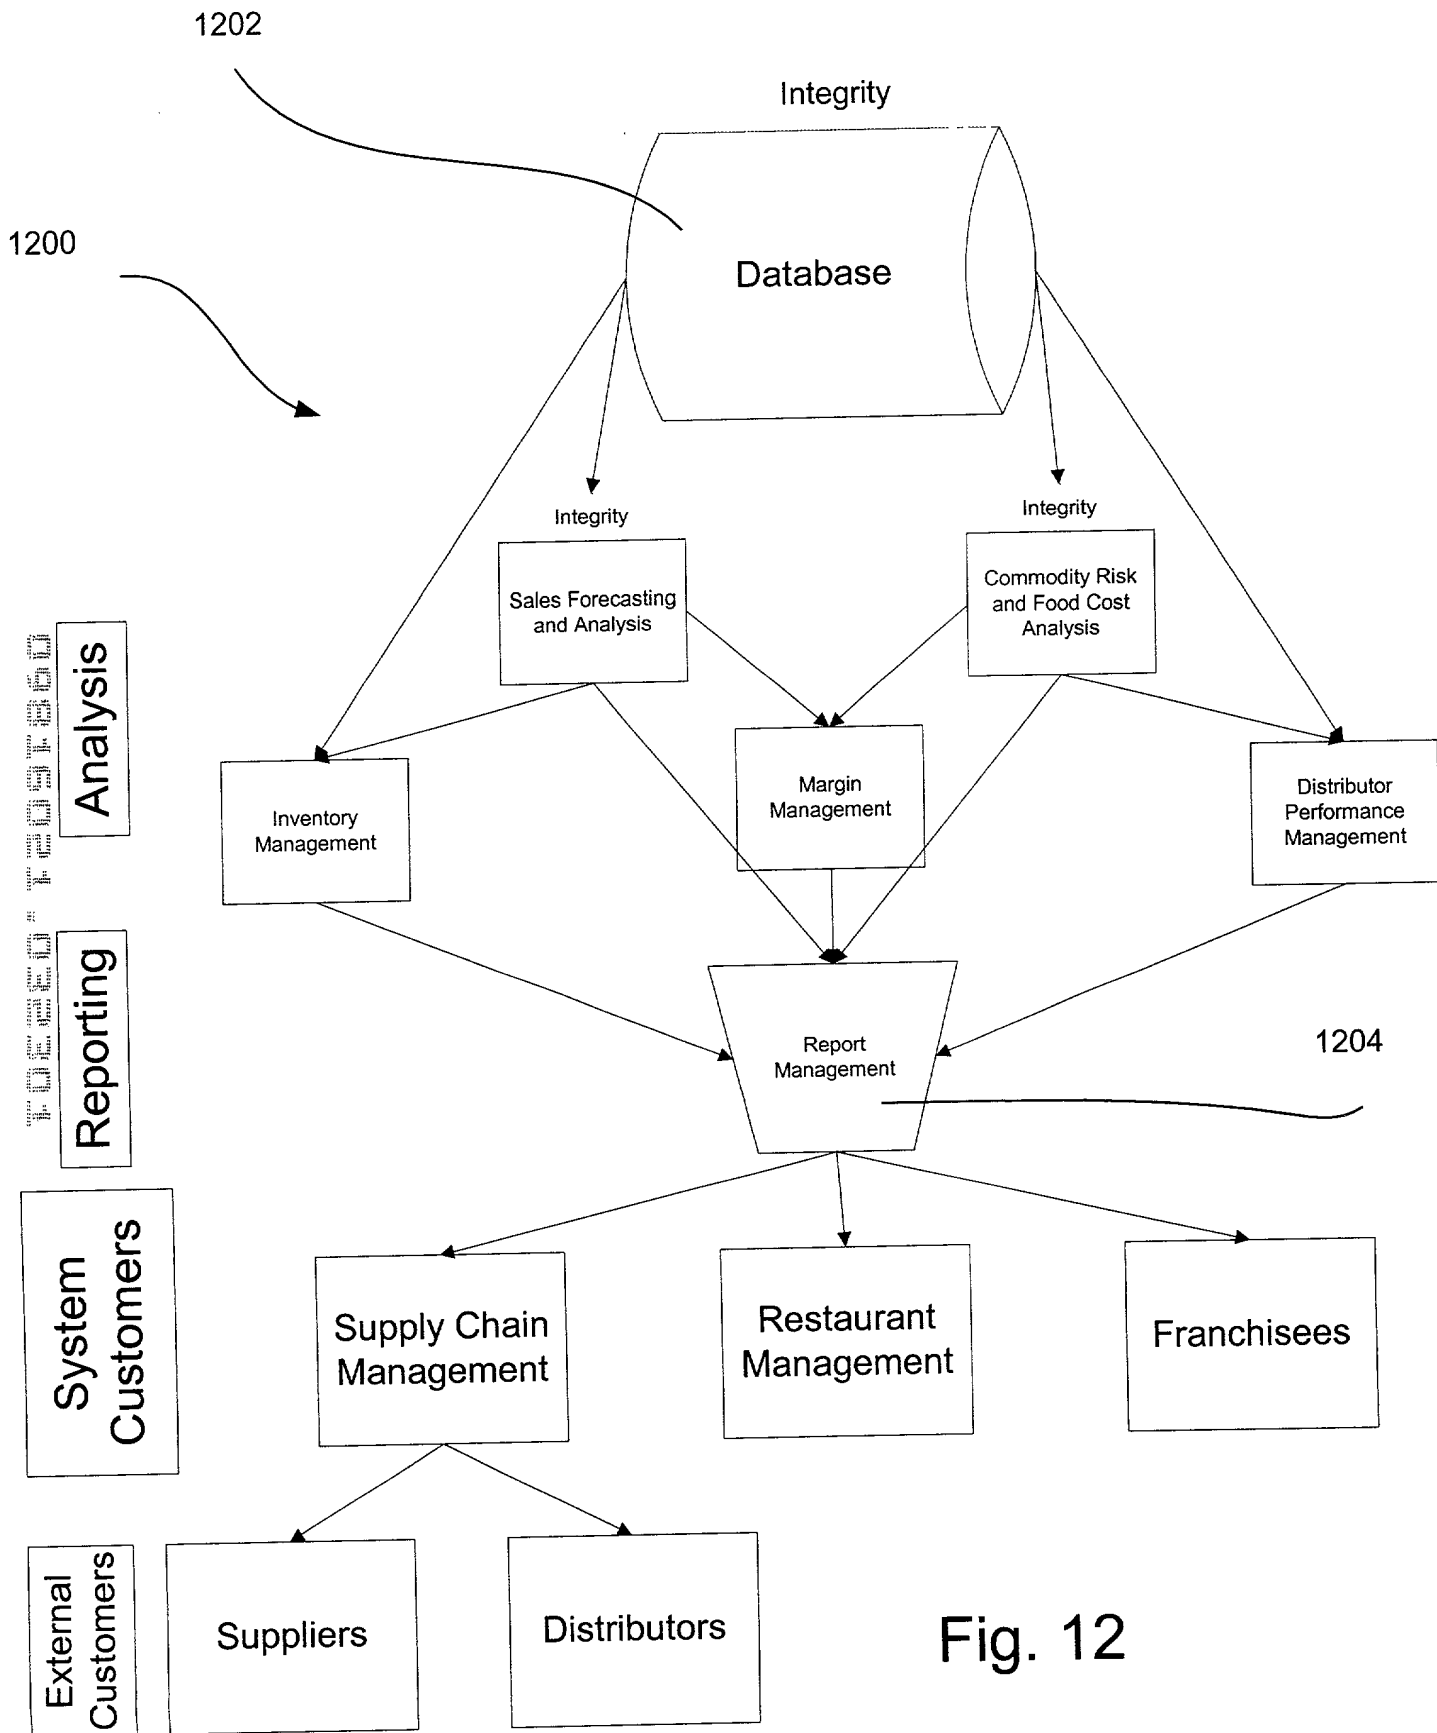 1202
Integrity
1200
Database
Integrity
Integrity
Sales Forecasting
and Analysis
Commodity Risk
and Food Cost
Analysis
Analysis
Inventory
Management
Margin
Management
Distributor
Performance
Management
Reporting
Report
Management
1204
System
Customers
Supply Chain
Management
Restaurant
Management
Franchisees
External
Customers
Suppliers
Distributors
Fig. 12